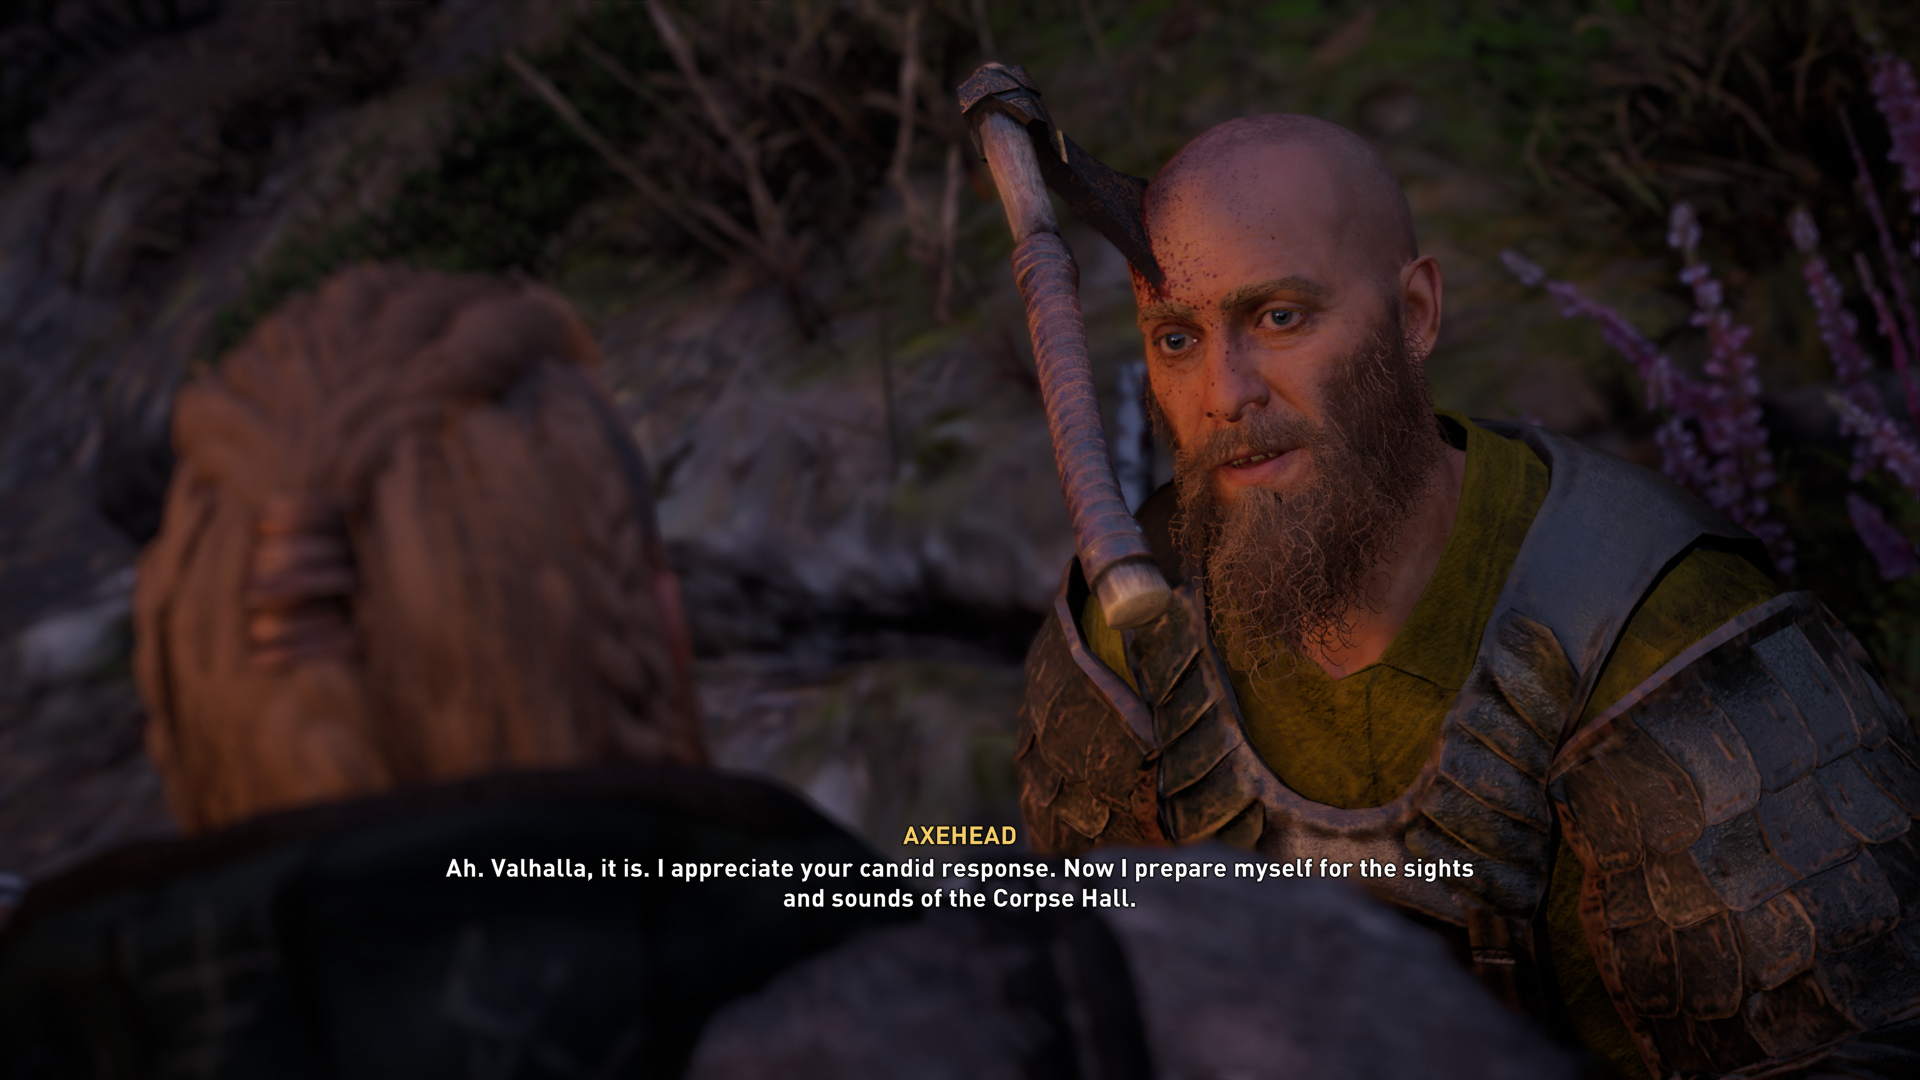 AXEHEAD
Ah. Valhalla, it is. I appreciate your candid response. Now I prepare myself for the sights
and sounds of the Corpse Hall.